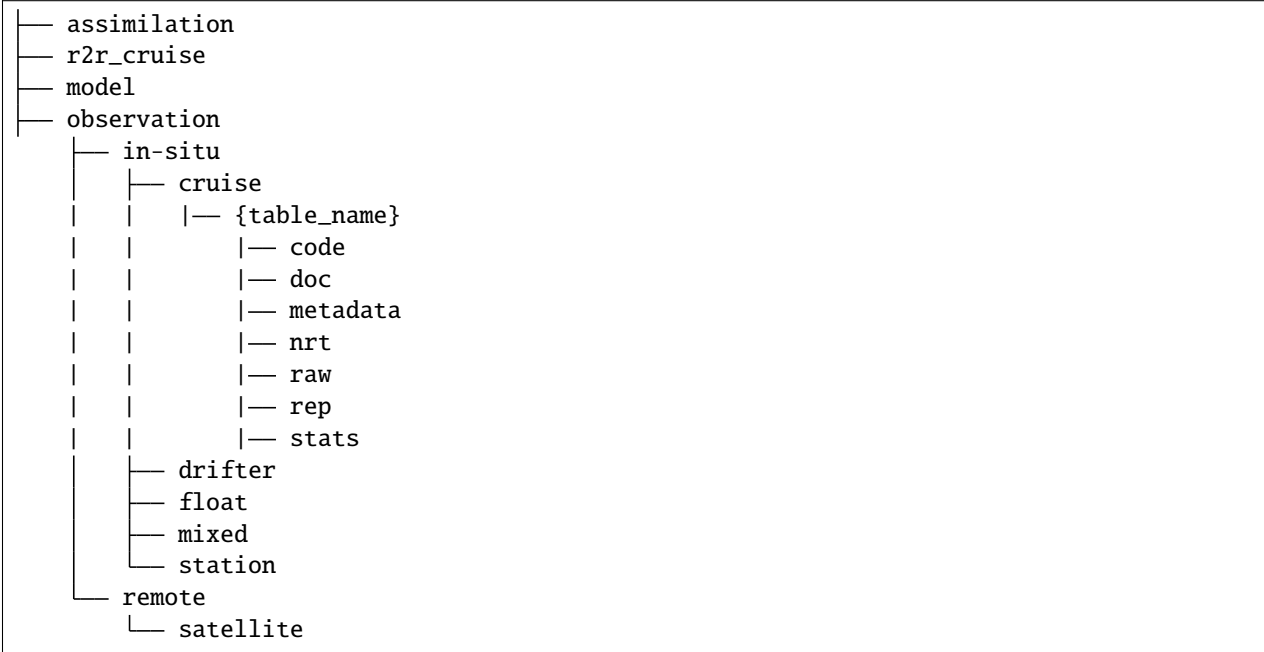 ├── assimilation
├── r2r_cruise
├── model
├── observation
    ├── in-situ
    │   ├── cruise
    |   |   |── {table_name}
    |   |       |── code
    |   |       |── doc
    |   |       |── metadata
    |   |       |── nrt
    |   |       |── raw
    |   |       |── rep
    |   |       |── stats
    │   ├── drifter
    │   ├── float
    │   ├── mixed
    │   └── station
    └── remote
        └── satellite